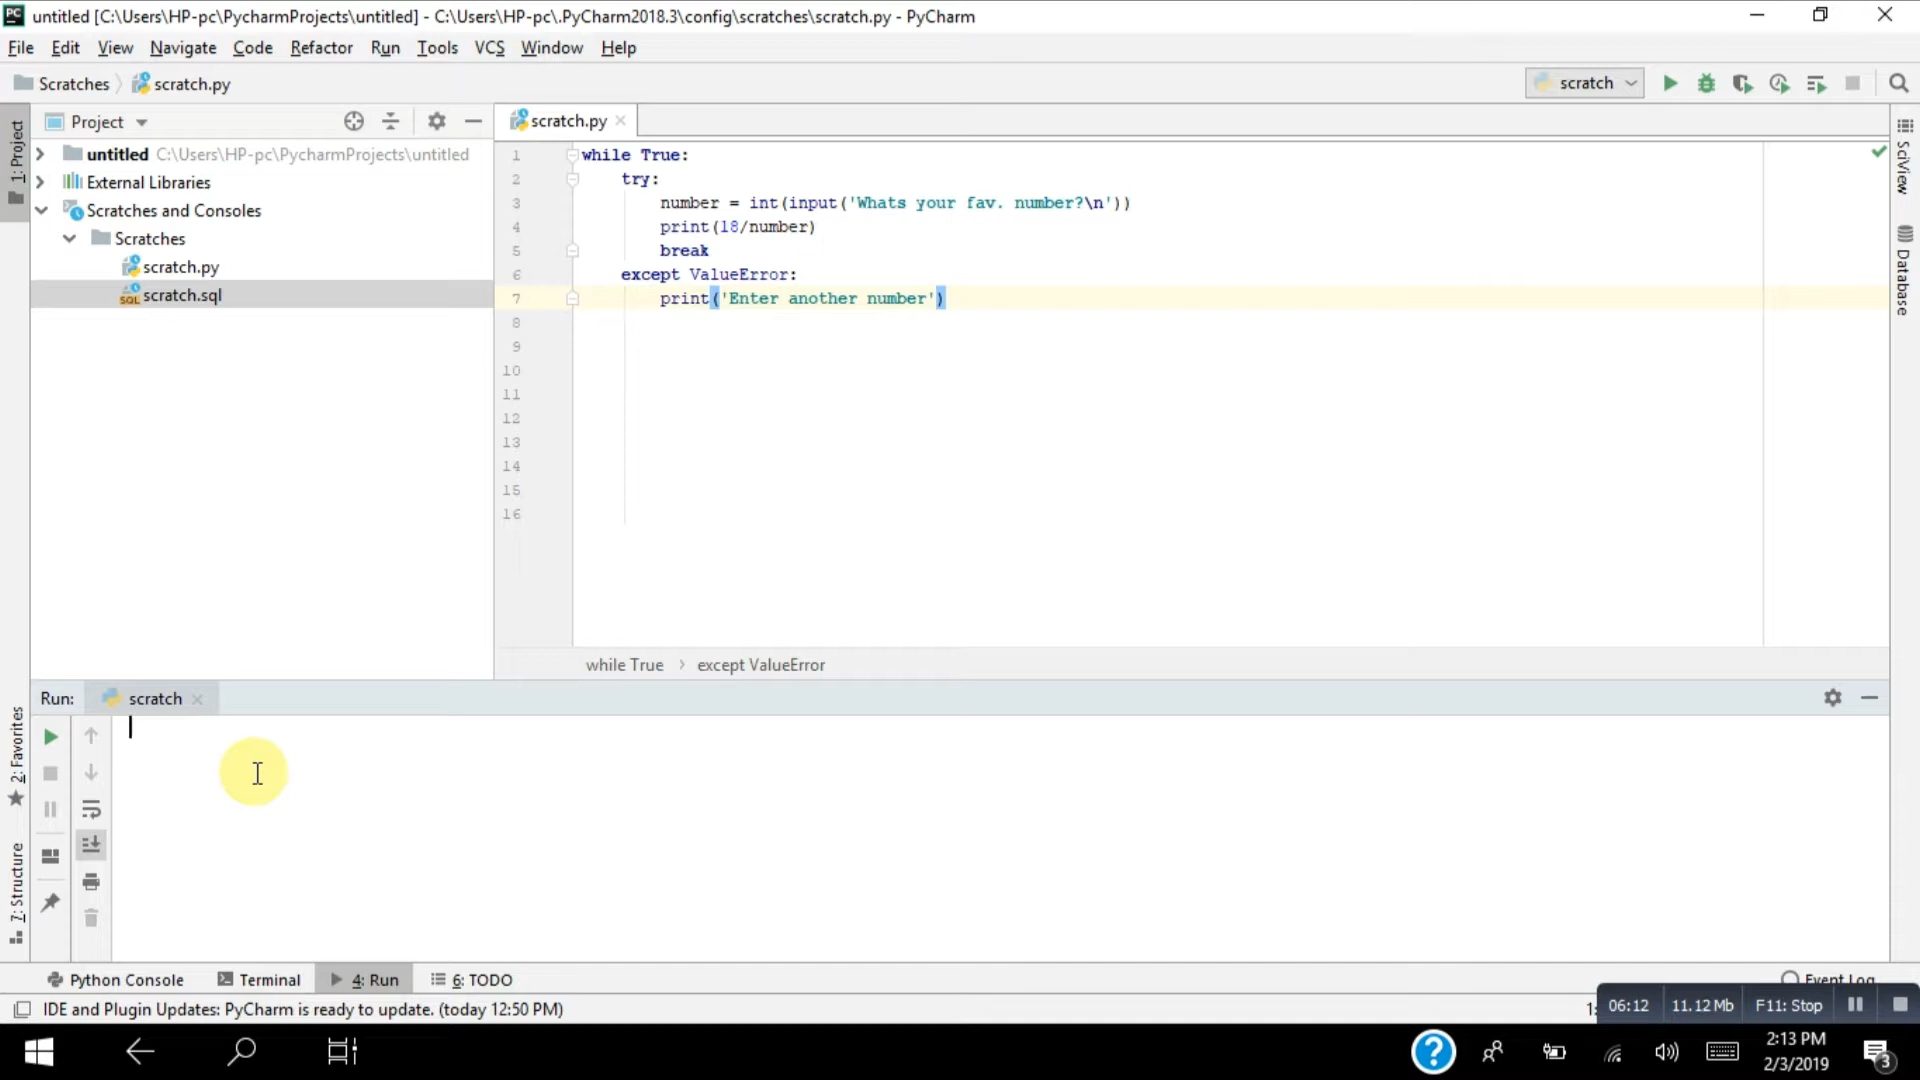 untitled [C:\Users\HP-pc\PycharmProjects\untitled] - C:\Users\HP-pc\.PyCharm2018.3\config\scratches\scratch.py - PyCharm
File Edit View Navigate Code Refactor Run Tools VCS Window Help
Scratches scratch.py scratch
Project scratch.py
1: Project
untitled C:\Users\HP-pc\PycharmProjects\untitled
External Libraries
Scratches and Consoles
Scratches
scratch.py
scratch.sql
1 while True:
2 try:
3 number = int(input('Whats your fav. number?\n'))
4 print(18/number)
5 break
6 except ValueError:
7 print('Enter another number')
8
9
10
11
12
13
14
15
16
SciView
Database
while True > except ValueError
Run: scratch
2: Favorites
7: Structure
Python Console Terminal 4: Run 6: TODO Event Log
IDE and Plugin Updates: PyCharm is ready to update. (today 12:50 PM)
06:12 11.12 Mb F11: Stop
2:13 PM
2/3/2019
3